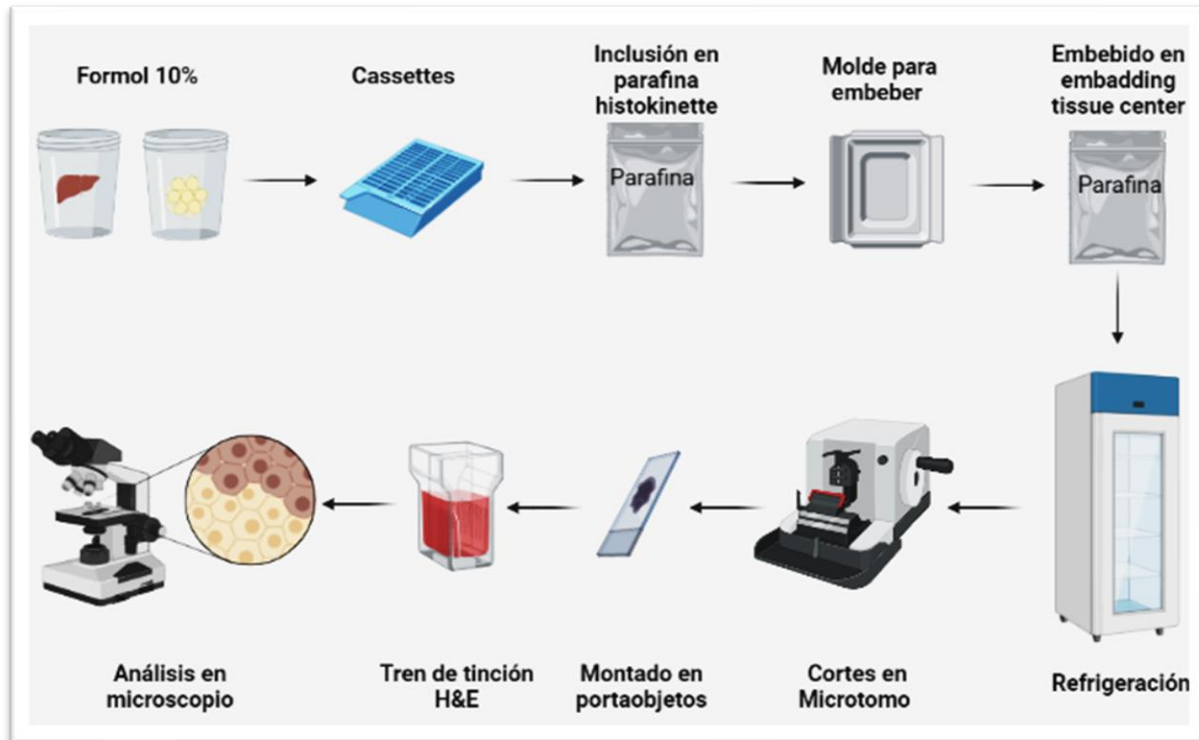 Formol 10%
Cassettes
Inclusión en
parafina
histokinette
Parafina
Molde para
embeber
Embebido en
embadding
tissue center
Parafina
Refrigeración
Cortes en
Microtomo
Montado en
portaobjetos
Tren de tinción
H&E
Análisis en
microscopio